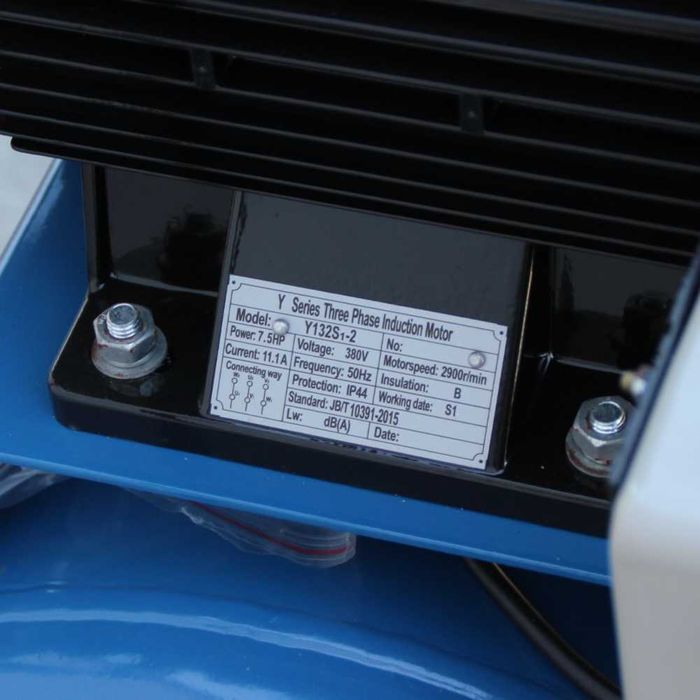 Y Series Three Phase Induction Motor
Model: Y132S1-2 No:
Power: 7.5HP Voltage: 380V Motorspeed: 2900r/min
Current: 11.1A Frequency: 50Hz Insulation: B
Connecting way Protection: IP44 Working date: S1
Standard: JB/T 10391-2015
Lw: dB(A) Date: